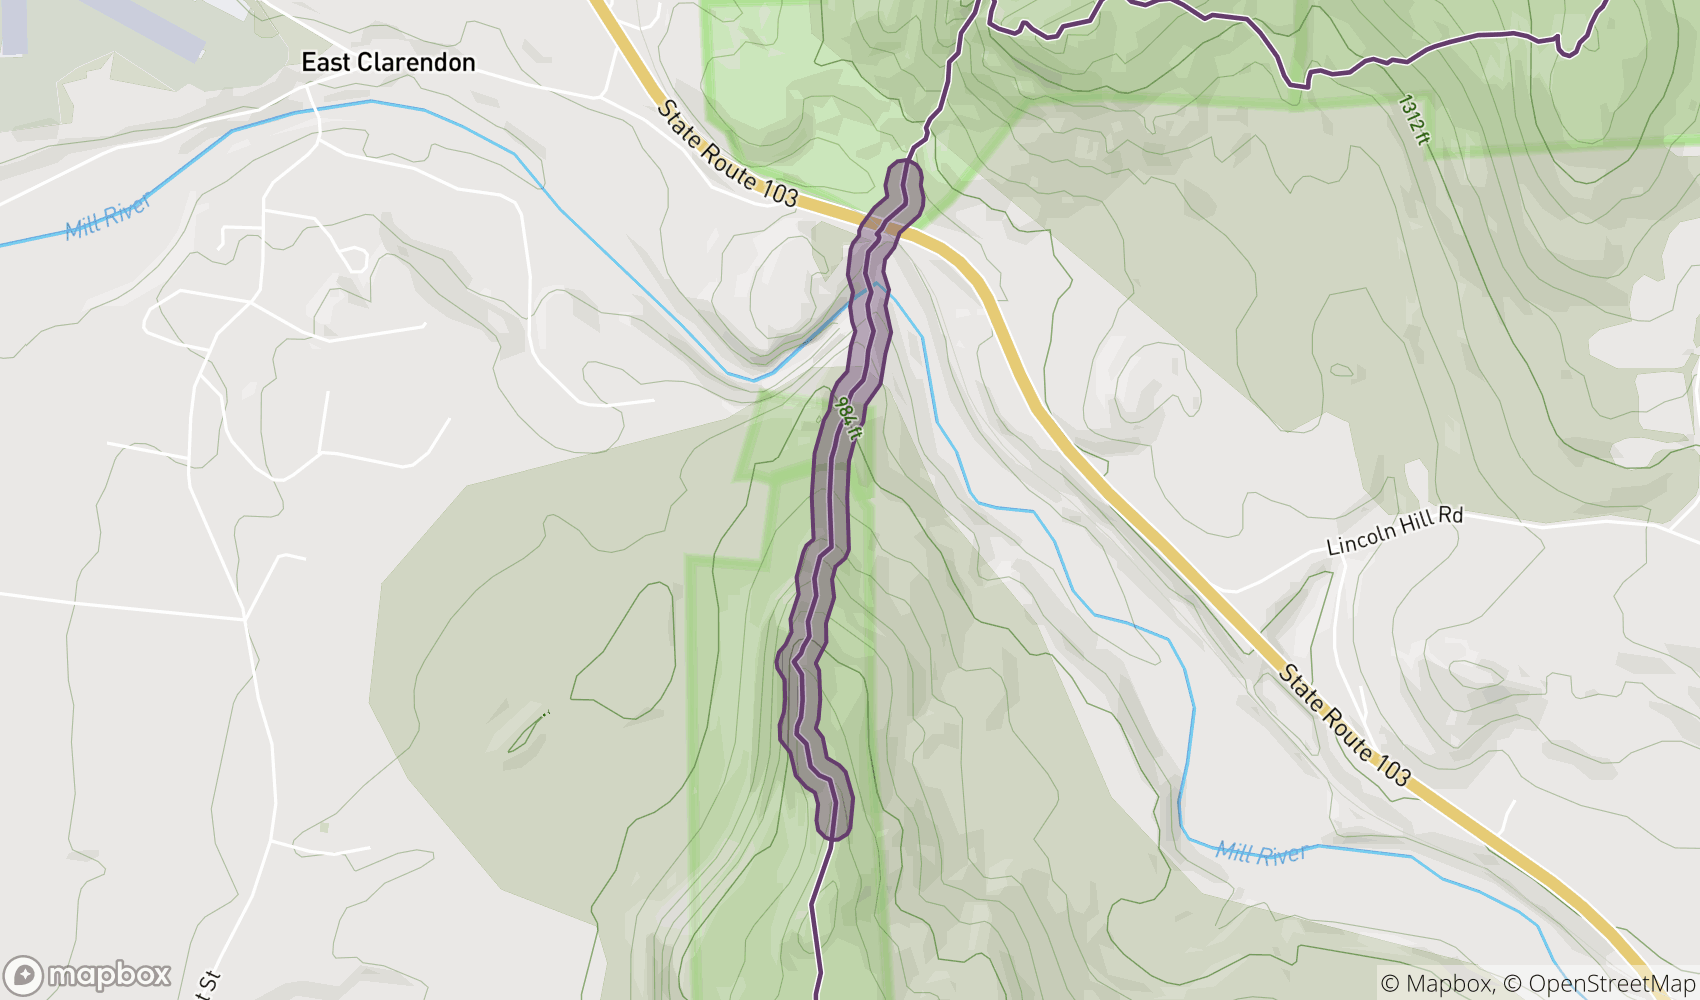 East Clarendon
State Route 103
1312 ft
Mill River
984 ft
Lincoln Hill Rd
State Route 103
Mill River
t St
mapbox
© Mapbox, © OpenStreetMap